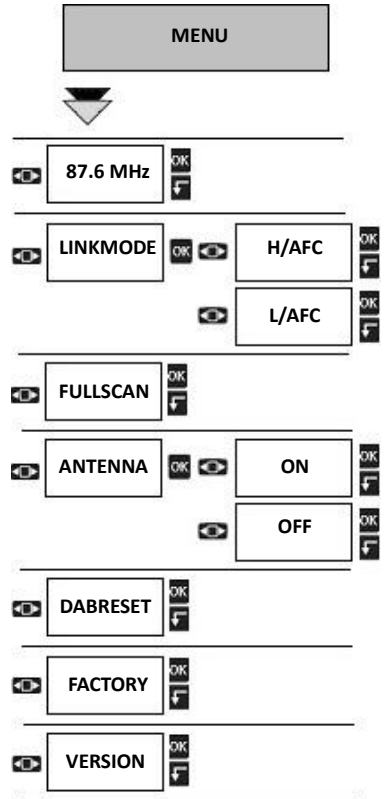 MENU
87.6 MHz
OK
LINKMODE
OK
H/AFC
OK
L/AFC
OK
FULLSCAN
OK
ANTENNA
OK
ON
OK
OFF
OK
DABRESET
OK
FACTORY
OK
VERSION
OK